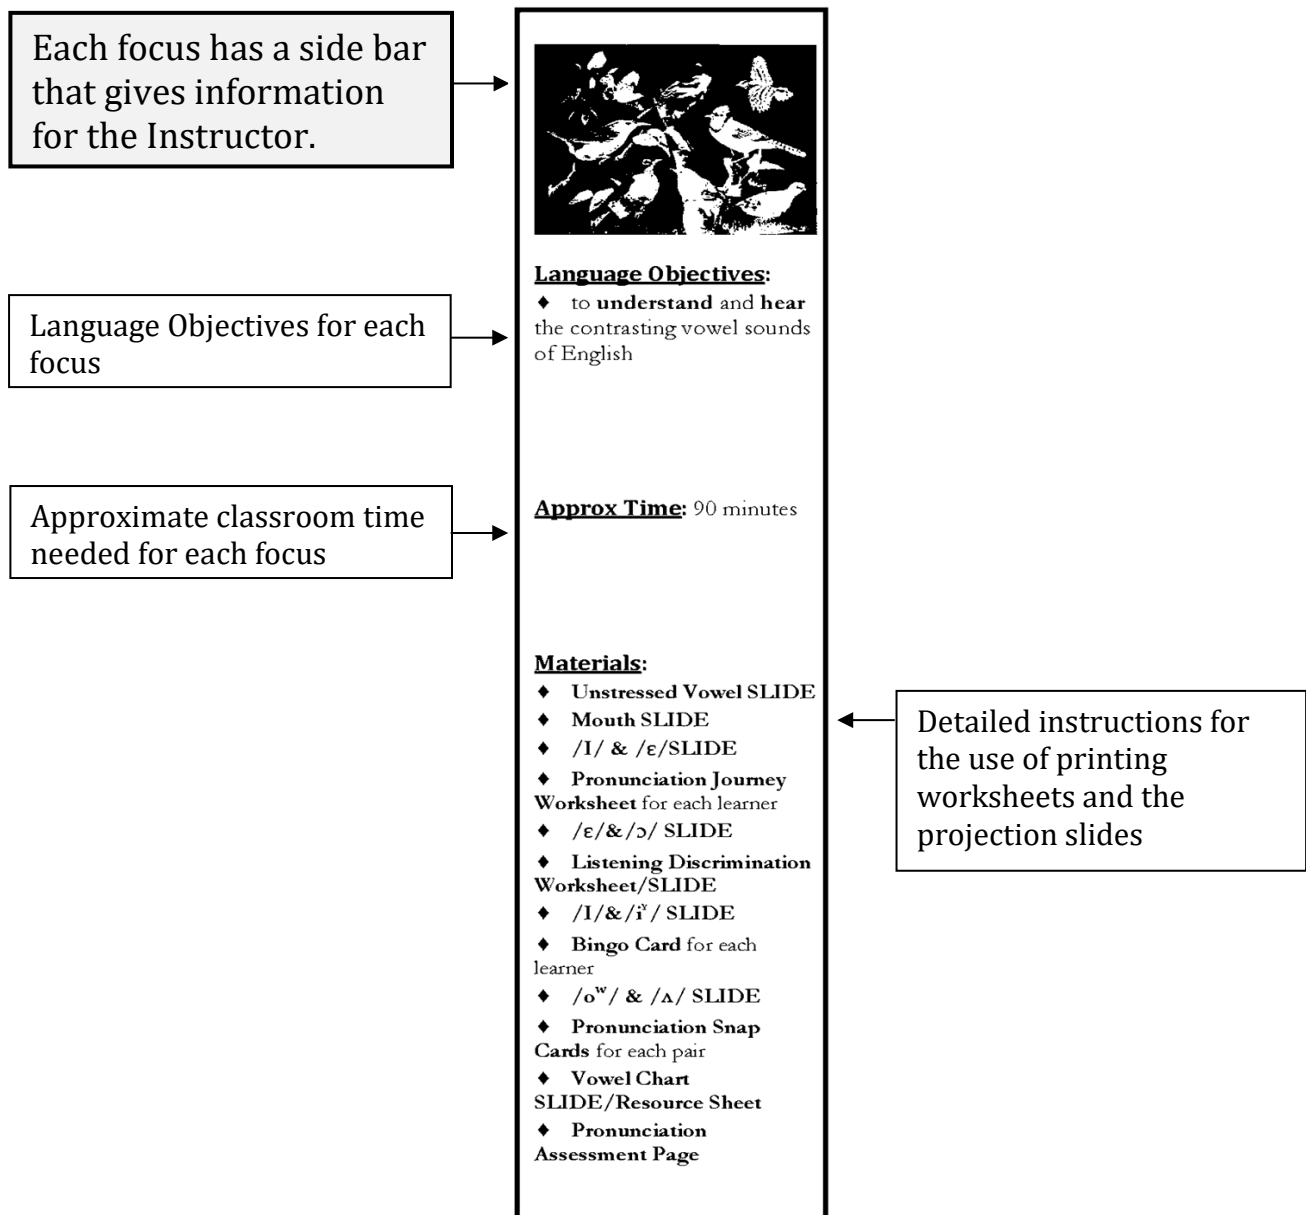 Each focus has a side bar
that gives information
for the Instructor.
Language Objectives:
♦ to understand and hear
the contrasting vowel sounds
of English
Language Objectives for each
focus
Approx Time: 90 minutes
Approximate classroom time
needed for each focus
Materials:
♦ Unstressed Vowel SLIDE
♦ Mouth SLIDE
♦ /I/ & /ɛ/SLIDE
♦ Pronunciation Journey
Worksheet for each learner
♦ /ɛ/&/ɔ/ SLIDE
♦ Listening Discrimination
Worksheet/SLIDE
♦ /I/&/iʸ/ SLIDE
♦ Bingo Card for each
learner
♦ /oʷ/ & /ʌ/ SLIDE
♦ Pronunciation Snap
Cards for each pair
♦ Vowel Chart
SLIDE/Resource Sheet
♦ Pronunciation
Assessment Page
Detailed instructions for
the use of printing
worksheets and the
projection slides